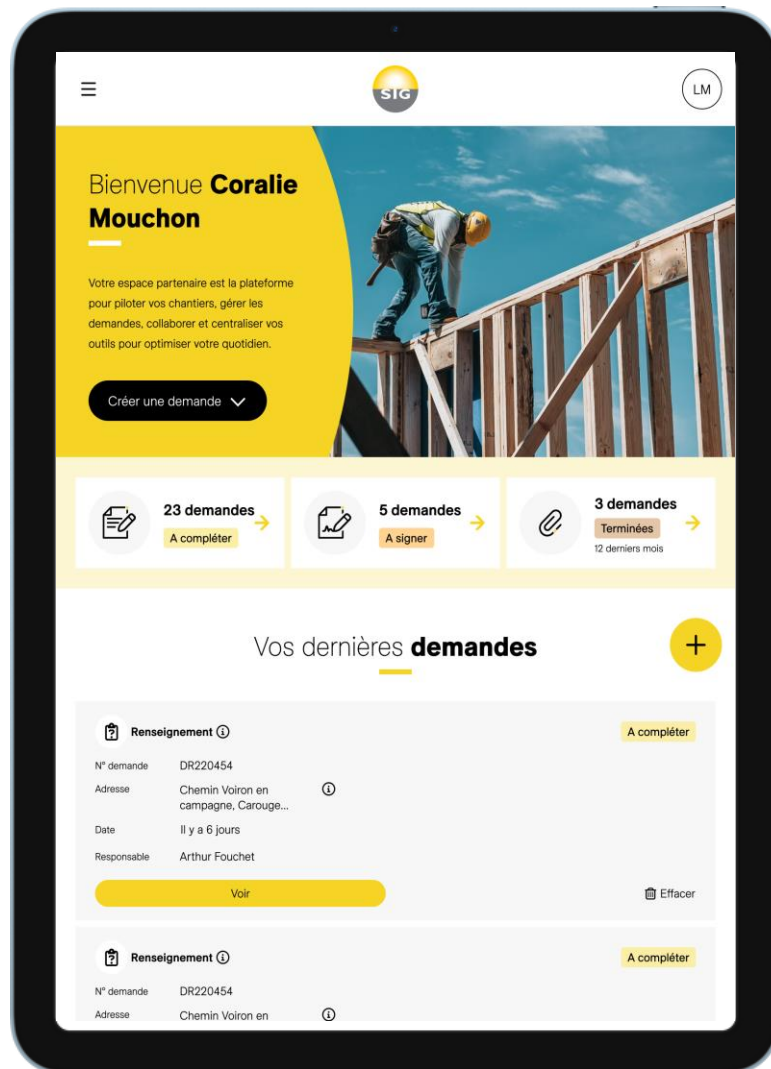 SIG
LM
Bienvenue Coralie
Mouchon
Votre espace partenaire est la plateforme
pour piloter vos chantiers, gérer les
demandes, collaborer et centraliser vos
outils pour optimiser votre quotidien.
Créer une demande
23 demandes
A compléter
5 demandes
A signer
3 demandes
Terminées
12 derniers mois
Vos dernières demandes
Renseignement
A compléter
N° demande DR220454
Adresse Chemin Voiron en
campagne, Carouge...
Date Il y a 6 jours
Responsable Arthur Fouchet
Voir
Effacer
Renseignement
A compléter
N° demande DR220454
Adresse Chemin Voiron en